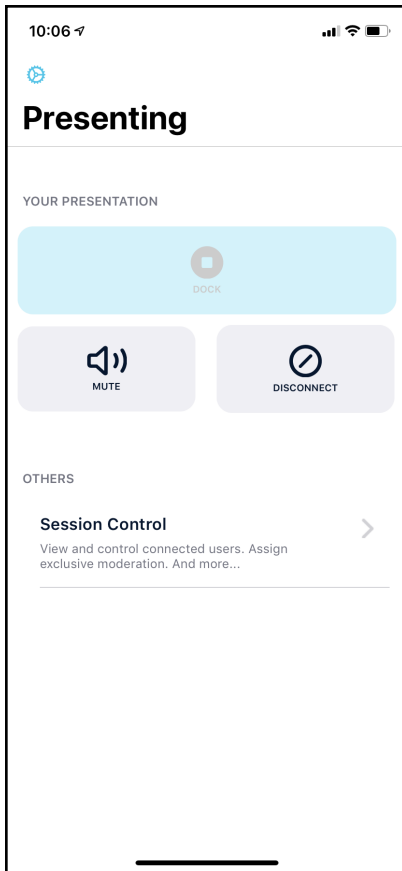 10:06
Presenting
YOUR PRESENTATION
DOCK
MUTE
DISCONNECT
OTHERS
Session Control
View and control connected users. Assign
exclusive moderation. And more...